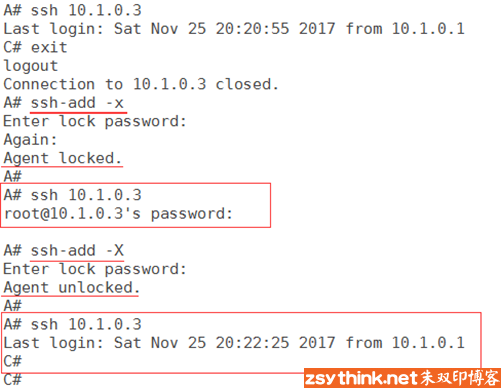 A# ssh 10.1.0.3
Last login: Sat Nov 25 20:20:55 2017 from 10.1.0.1
C# exit
logout
Connection to 10.1.0.3 closed.
A# ssh-add -x
Enter lock password:
Again:
Agent locked.
A#
A# ssh 10.1.0.3
root@10.1.0.3's password:
A# ssh-add -X
Enter lock password:
Agent unlocked.
A#
A# ssh 10.1.0.3
Last login: Sat Nov 25 20:22:25 2017 from 10.1.0.1
C#
C#
zsythink.net朱双印博客